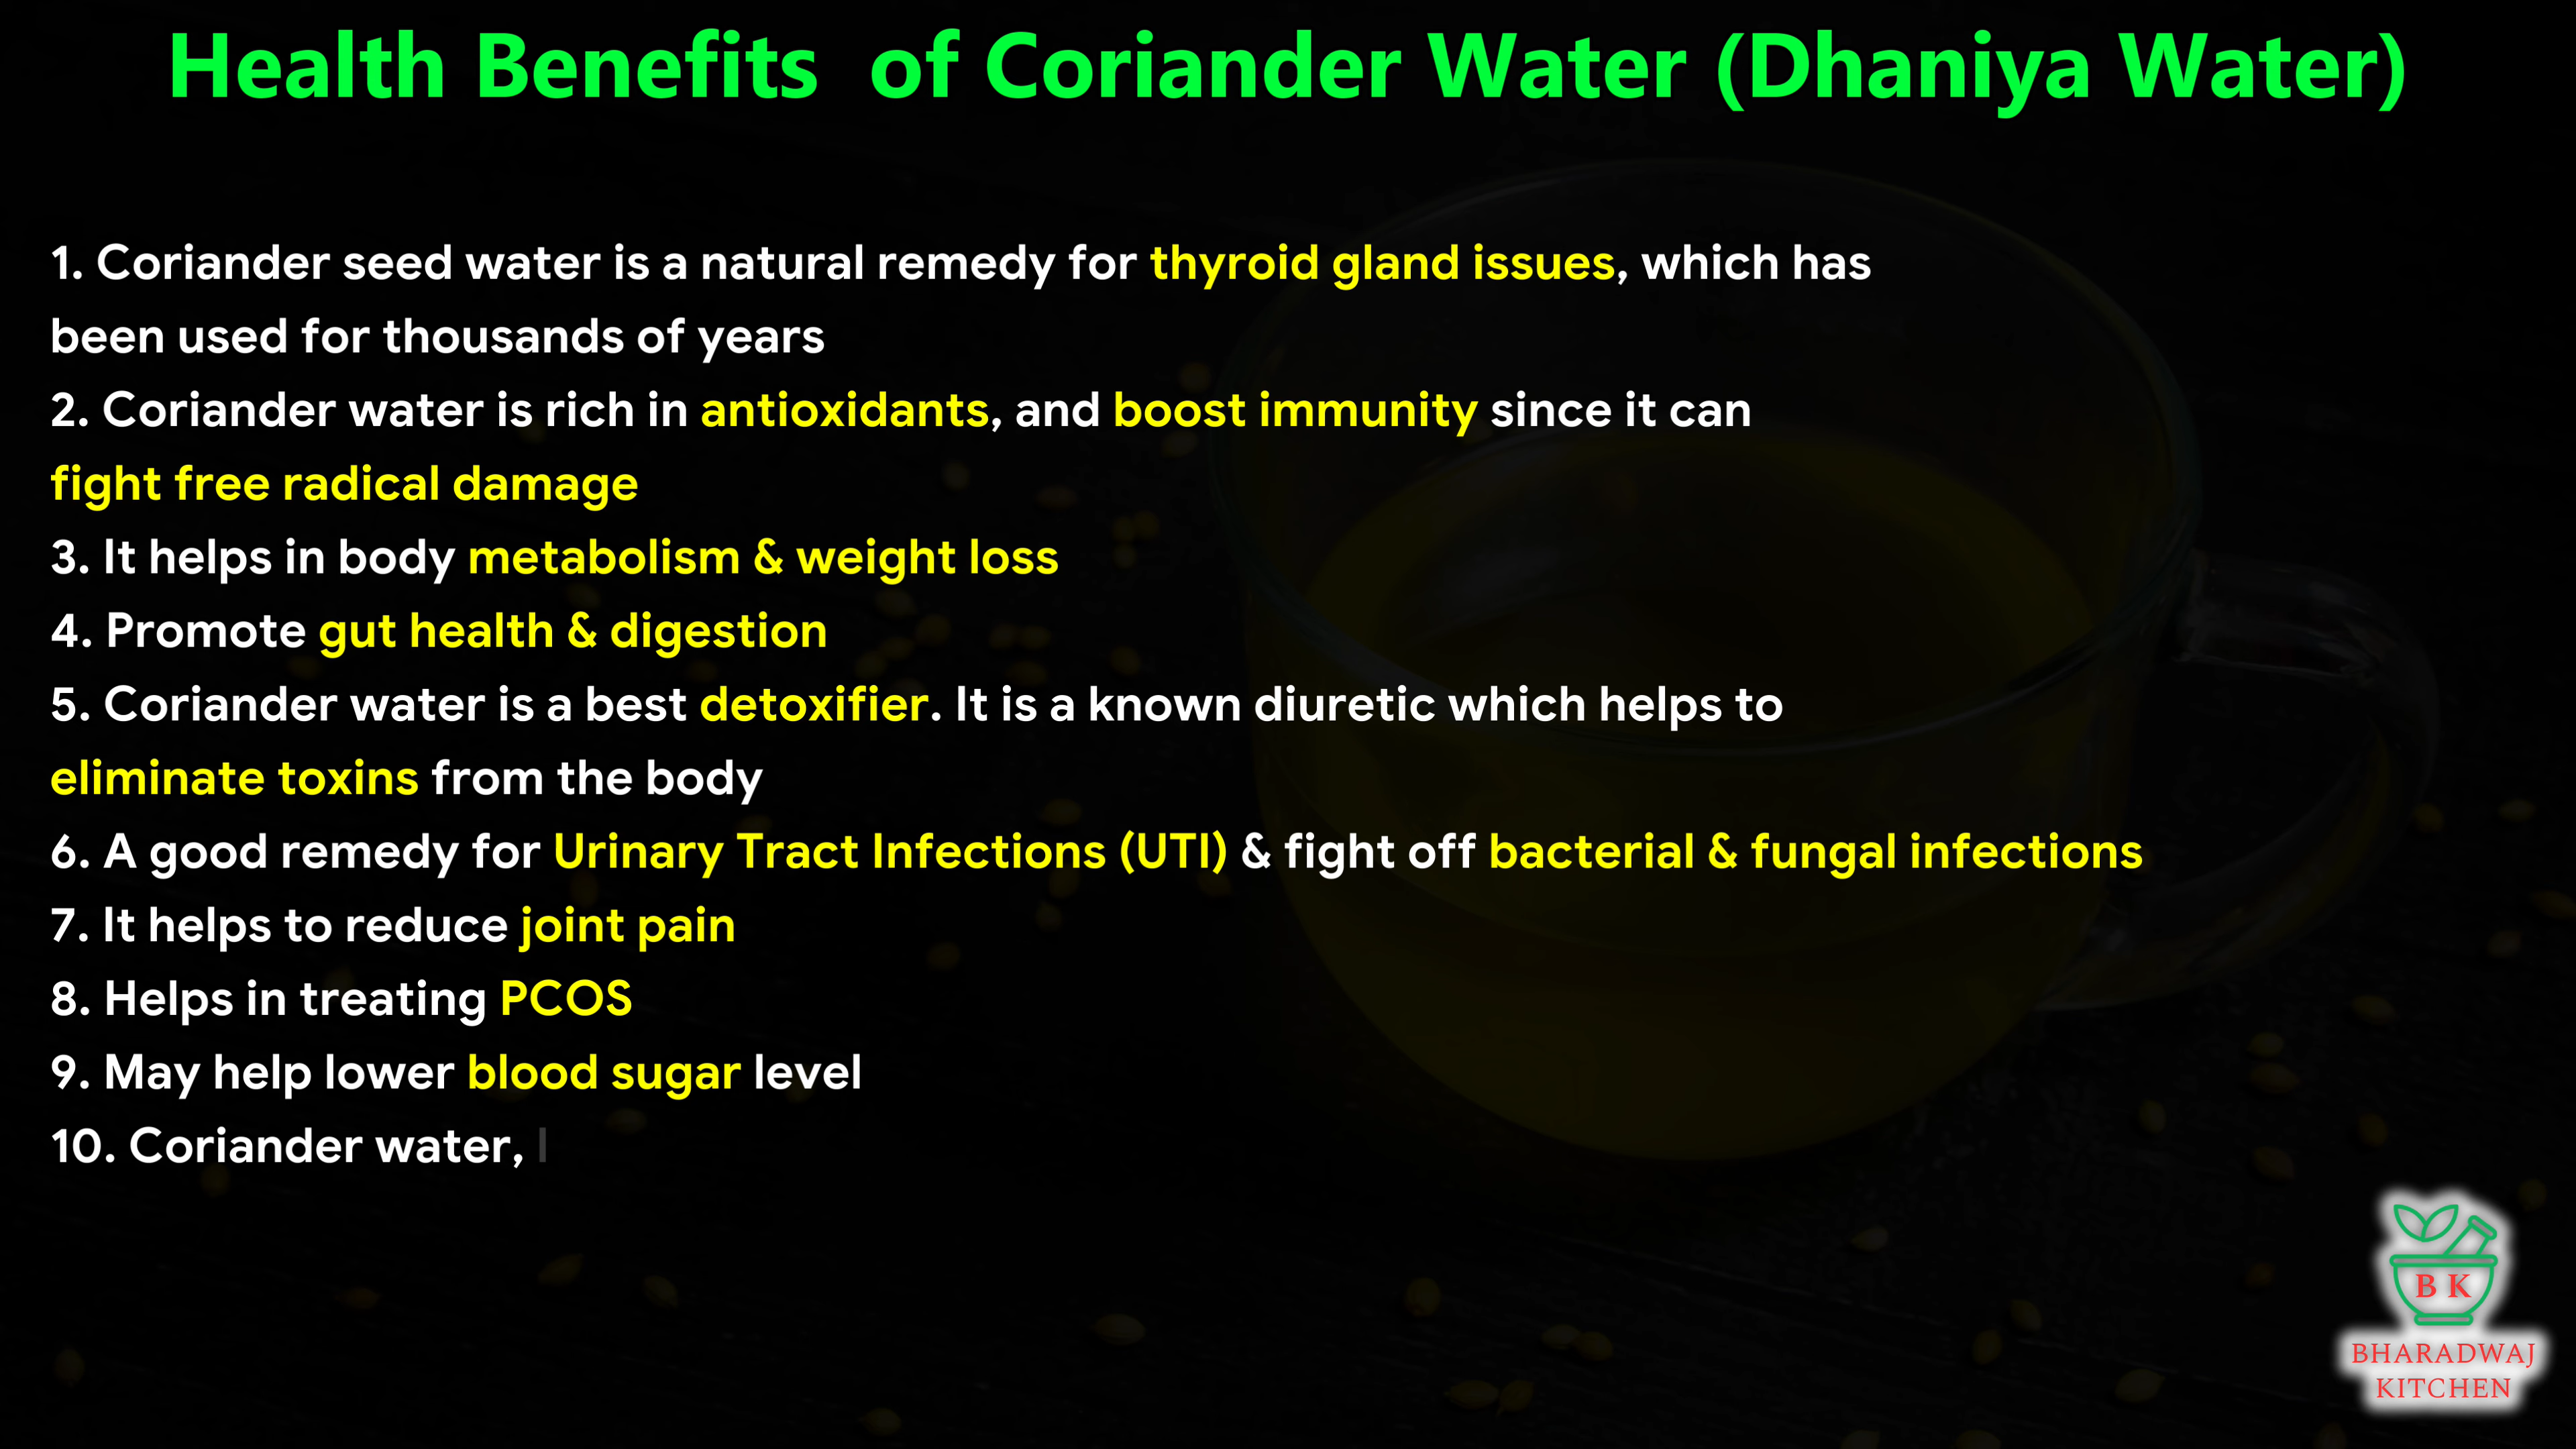 Health Benefits  of Coriander Water (Dhaniya Water)
1. Coriander seed water is a natural remedy for thyroid gland issues, which has
been used for thousands of years
2. Coriander water is rich in antioxidants, and boost immunity since it can
fight free radical damage
3. It helps in body metabolism & weight loss
4. Promote gut health & digestion
5. Coriander water is a best detoxifier. It is a known diuretic which helps to
eliminate toxins from the body
6. A good remedy for Urinary Tract Infections (UTI) & fight off bacterial & fungal infections
7. It helps to reduce joint pain
8. Helps in treating PCOS
9. May help lower blood sugar level
10. Coriander water,
B K
BHARADWAJ
KITCHEN